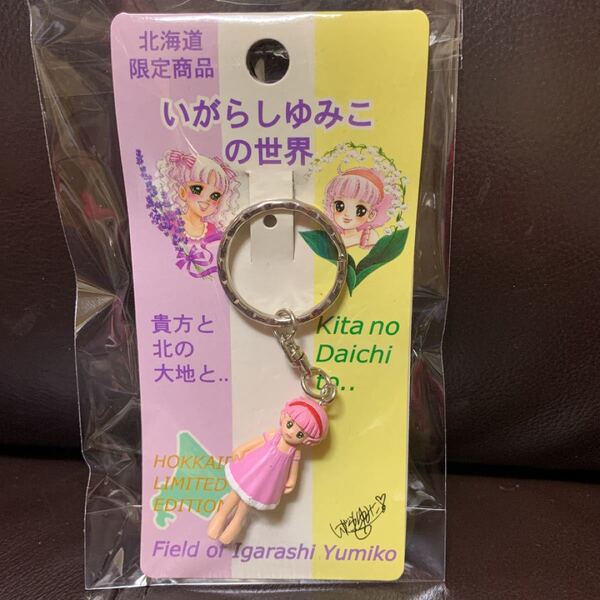 北海道
限定商品
いがらしゆみこ
の世界
貴方と
北の
大地と..
Kita no
Daichi
to..
HOKKAIDO
LIMITED
EDITION
Field of Igarashi Yumiko